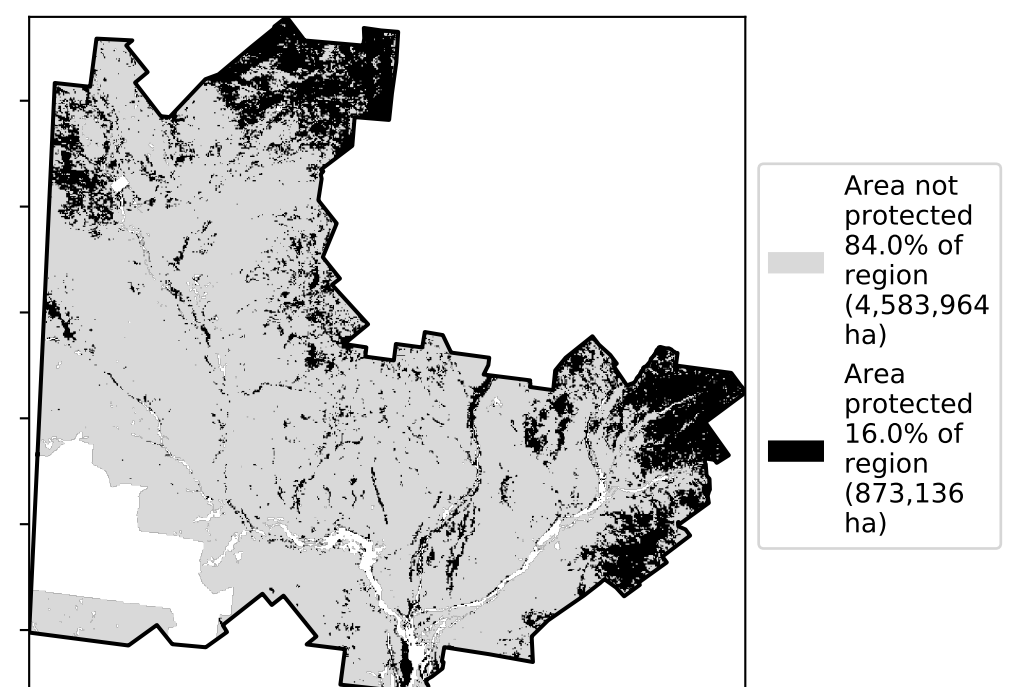 Area not
protected
84.0% of
region
(4,583,964
ha)
Area
protected
16.0% of
region
(873,136
ha)